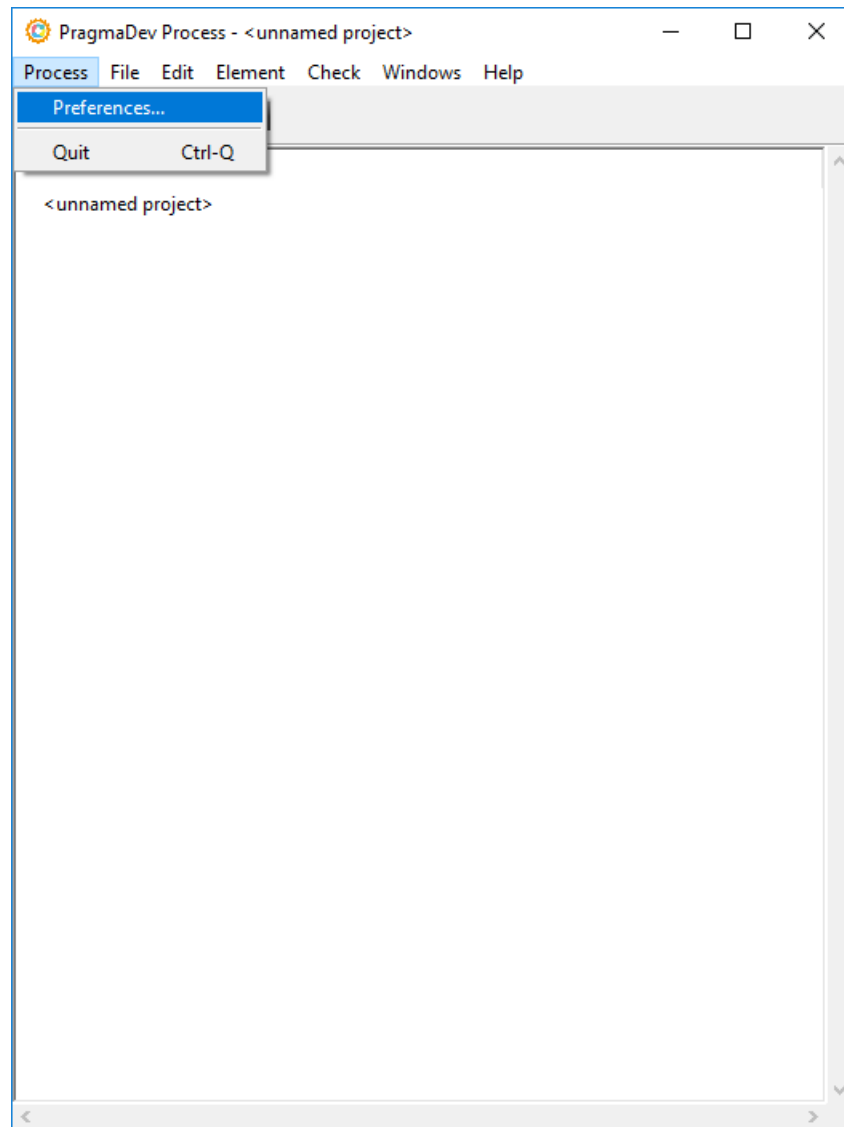 PragmaDev Process - <unnamed project>
Process File Edit Element Check Windows Help
Preferences...
Quit Ctrl-Q
<unnamed project>